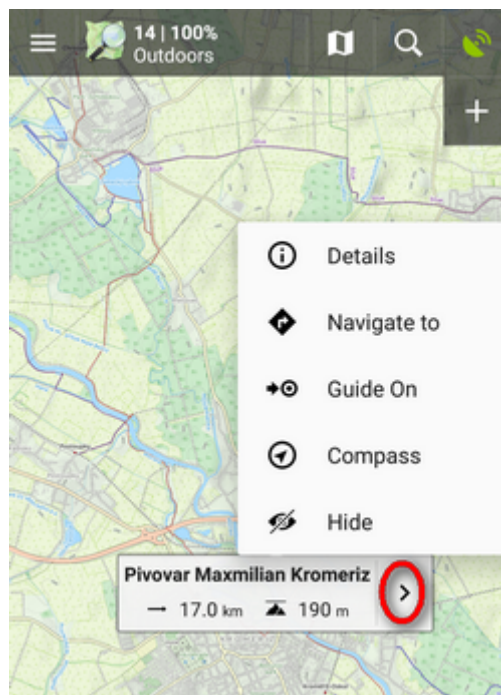 14 | 100%
Outdoors
Details
Navigate to
Guide On
Compass
Hide
Pivovar Maxmilian Kromeriz
17.0 km 190 m